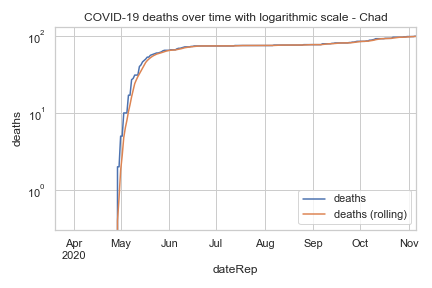 COVID-19 deaths over time with logarithmic scale - Chad
10²
10¹
10⁰
deaths
deaths
deaths (rolling)
Apr May Jun Jul Aug Sep Oct Nov
2020
dateRep